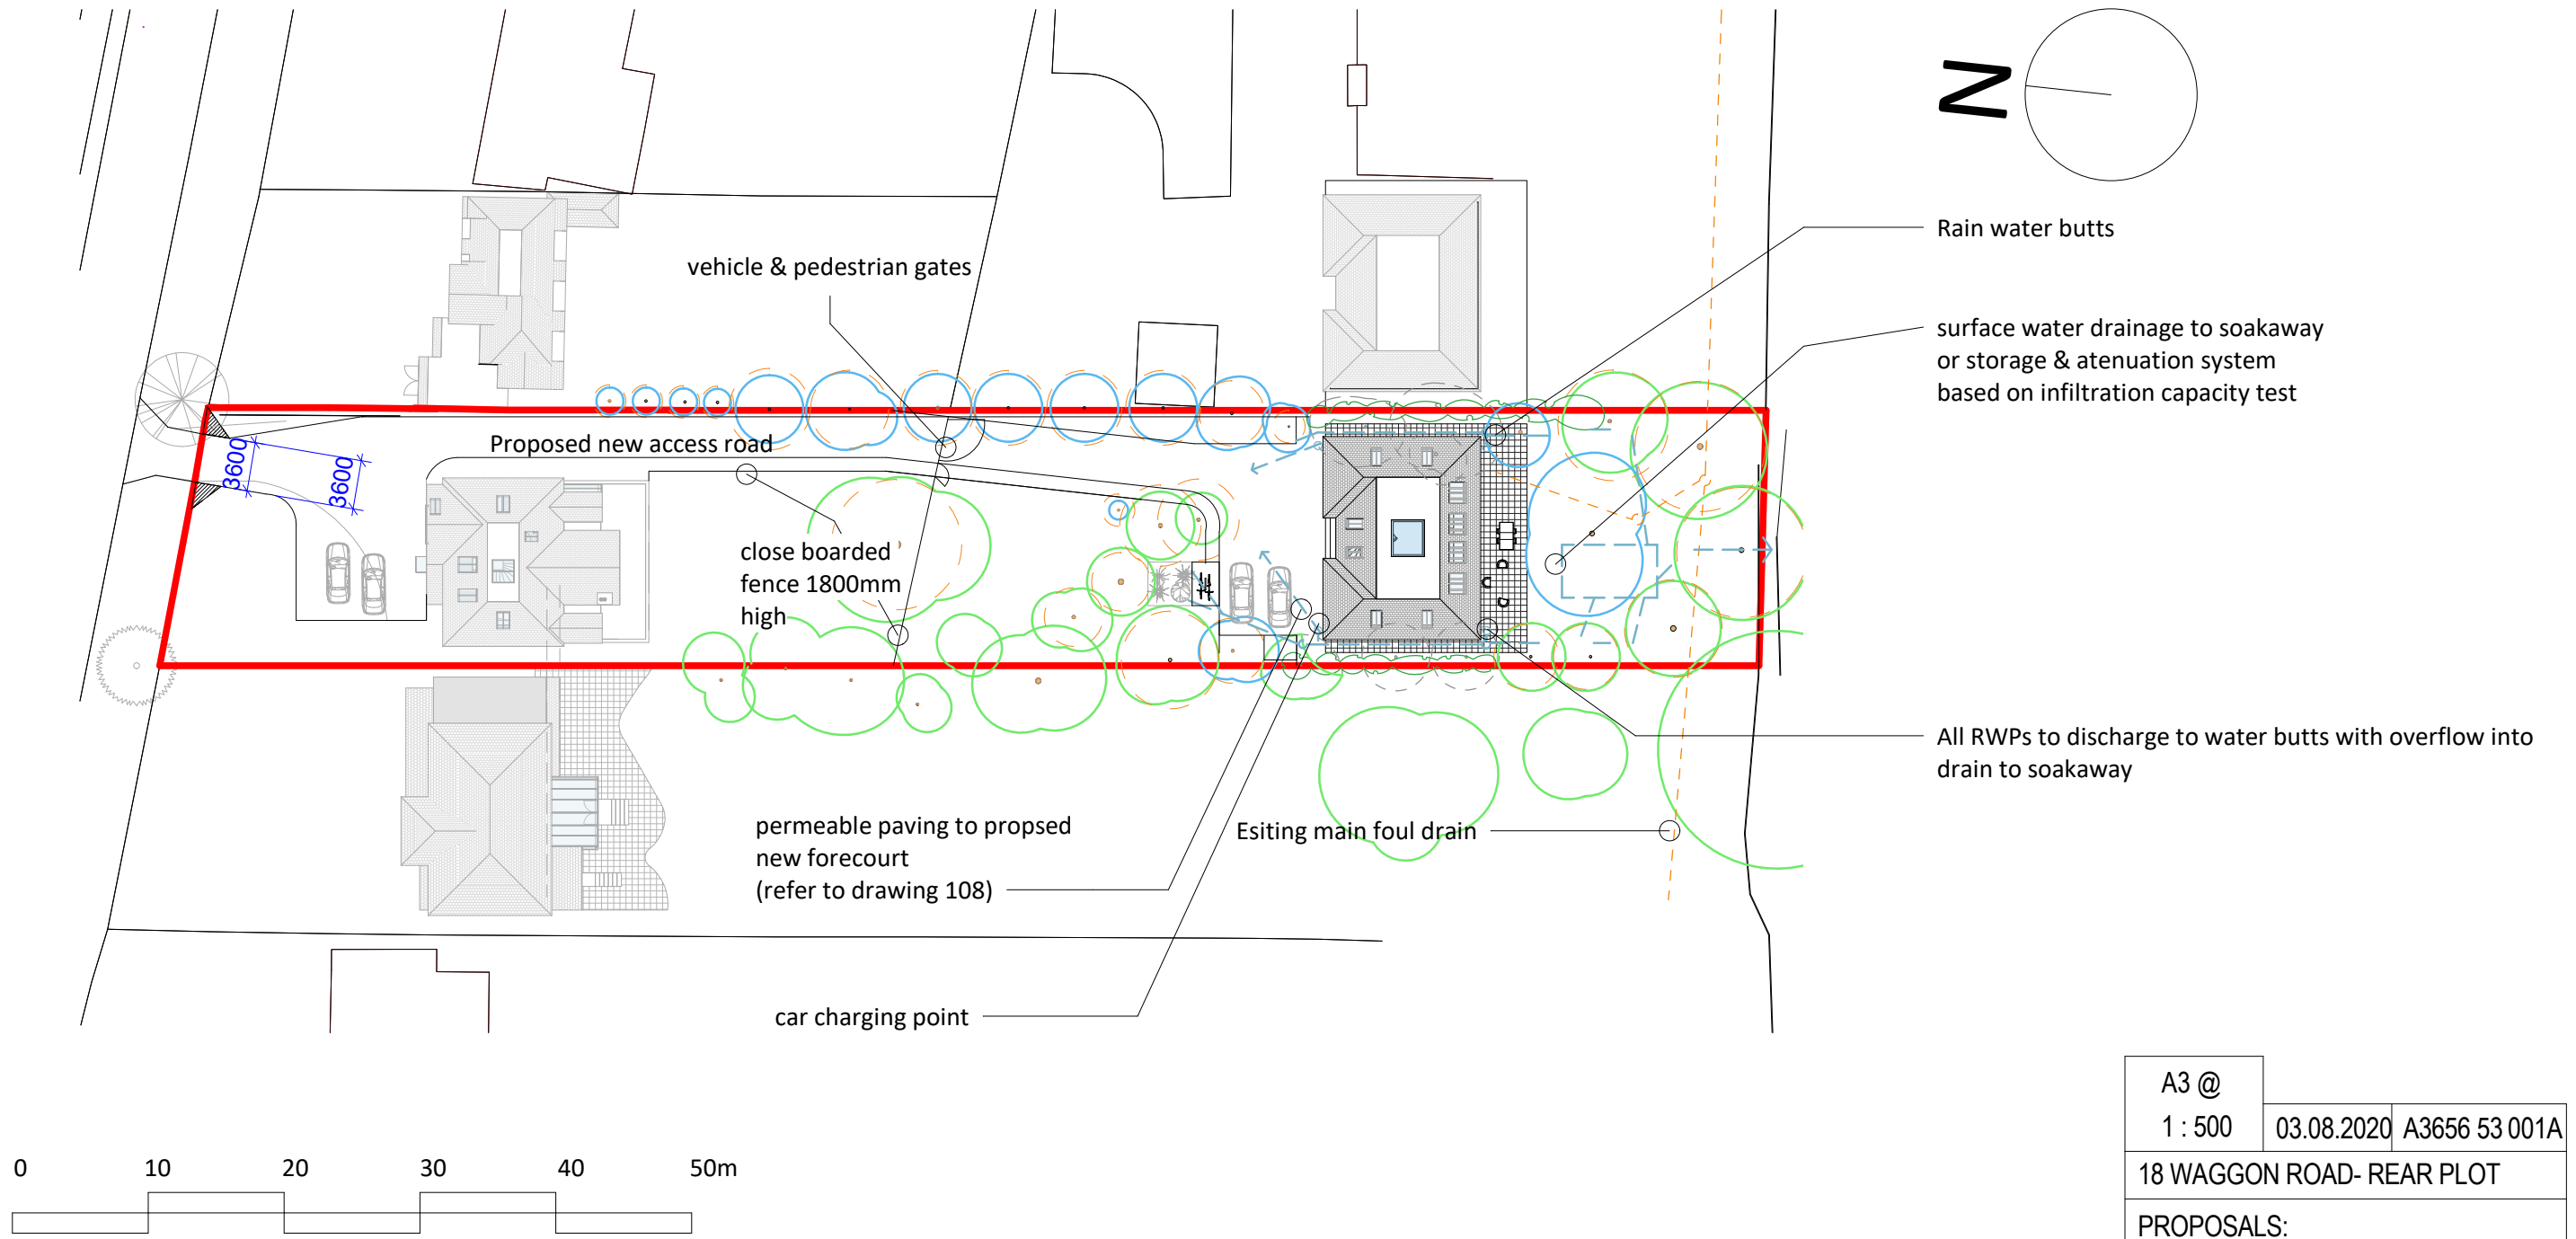 N
Rain water butts
vehicle & pedestrian gates
surface water drainage to soakaway
or storage & atenuation system
based on infiltration capacity test
Proposed new access road
3600
3600
close boarded
fence 1800mm
high
All RWPs to discharge to water butts with overflow into
drain to soakaway
permeable paving to propsed
new forecourt
(refer to drawing 108)
Esiting main foul drain
car charging point
A3 @
1 : 500
03.08.2020
A3656 53 001A
18 WAGGON ROAD- REAR PLOT
PROPOSALS:
0 10 20 30 40 50m